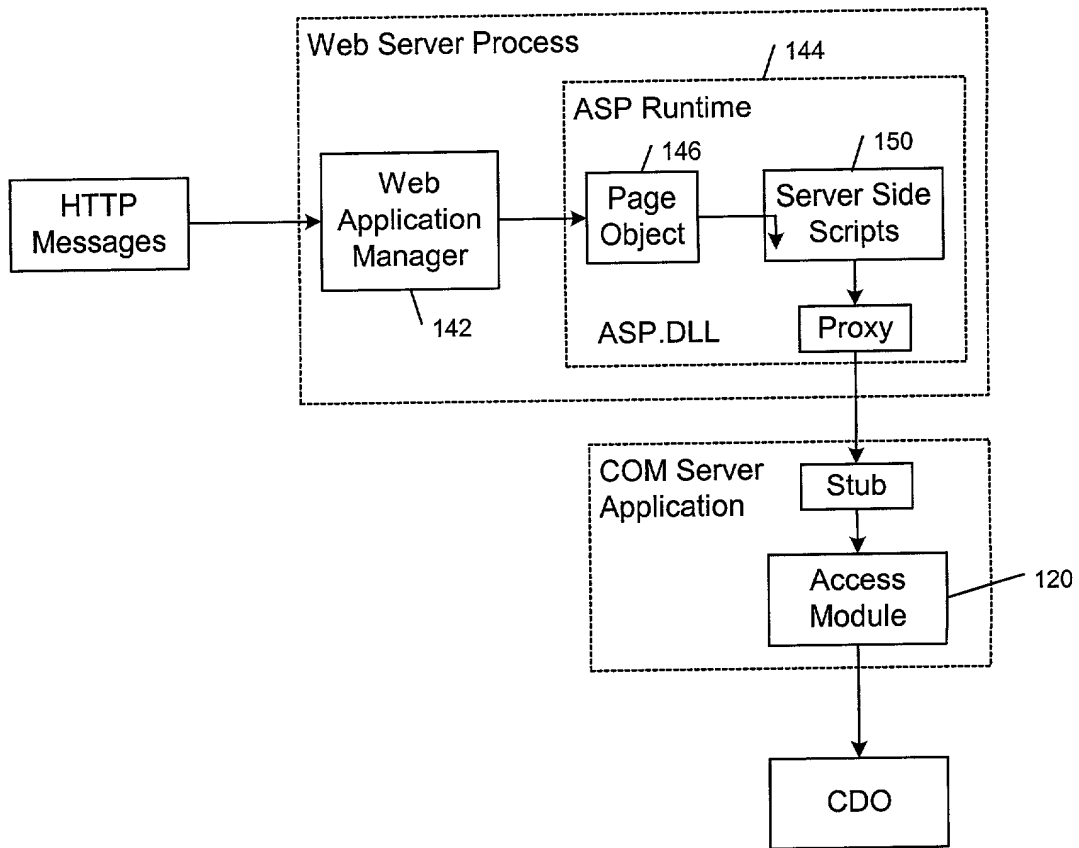 Web Server Process
144
ASP Runtime
146
150
HTTP
Messages
Web
Application
Manager
Page
Object
Server Side
Scripts
142
ASP.DLL
Proxy
COM Server
Application
Stub
Access
Module
120
CDO